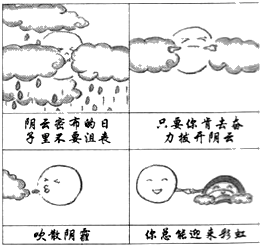 阴云密布的日
子里不要沮丧
只要你肯去奋
力拨开阴云
吹散阴霾
你总能迎来彩虹